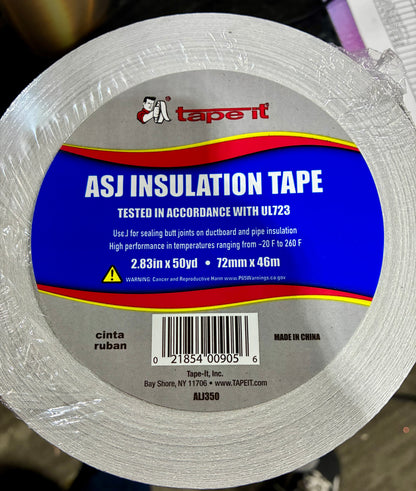 tape it
ASJ INSULATION TAPE
TESTED IN ACCORDANCE WITH UL723
UseJ for sealing butt joints on ductboard and pipe insulation
High performance in temperatures ranging from -20 F to 260 F
2.83in x 50yd • 72mm x 46m
WARNING: Cancer and Reproductive Harm www.P65Warnings.ca.gov
cinta
ruban
MADE IN CHINA
0 21854 00905 6
Tape-It, Inc.
Bay Shore, NY 11706 • www.TAPEIT.com
ALJ350